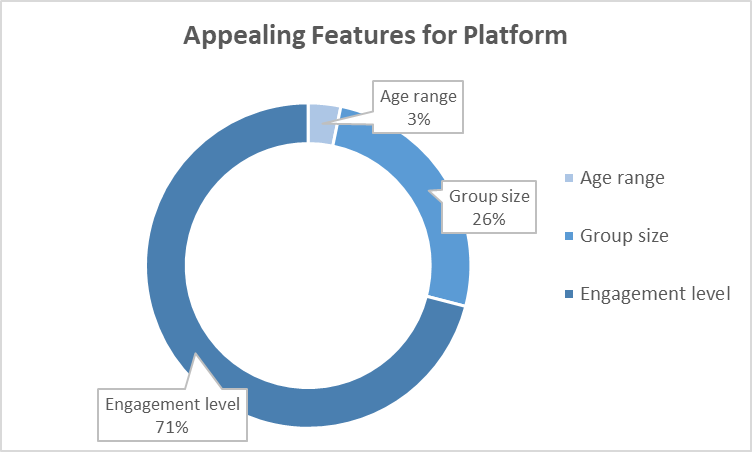 Appealing Features for Platform
Age range
3%
Group size
26%
Engagement level
71%
Age range
Group size
Engagement level